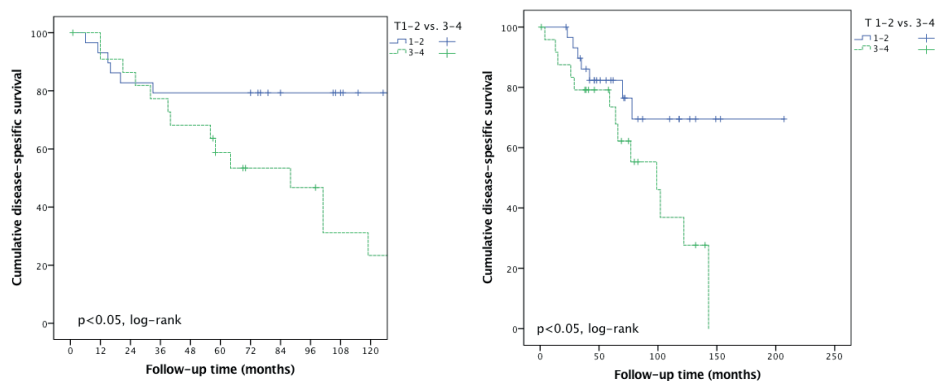 T1-2 vs. 3-4
1-2
3-4
Cumulative disease-spesific survival
100
80
60
40
20
0
p<0.05, log-rank
0 12 24 36 48 60 72 84 96 108 120
Follow-up time (months)
T 1-2 vs. 3-4
1-2
3-4
Cumulative disease-spesific survival
100
80
60
40
20
0
p<0.05, log-rank
0 50 100 150 200 250
Follow-up time (months)